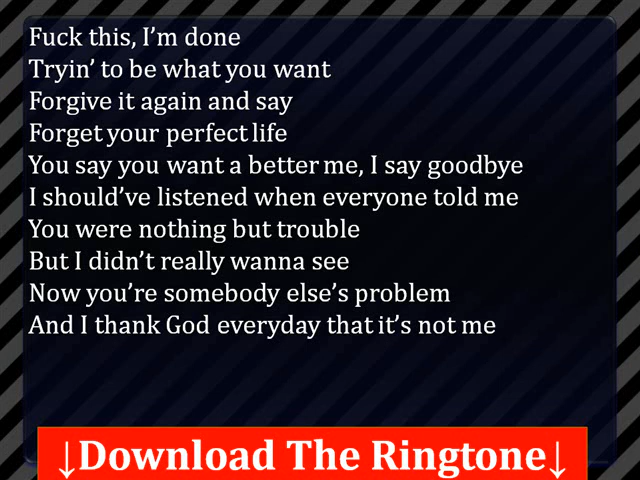 Fuck this, I’m done
Tryin’ to be what you want
Forgive it again and say
Forget your perfect life
You say you want a better me, I say goodbye
I should’ve listened when everyone told me
You were nothing but trouble
But I didn’t really wanna see
Now you’re somebody else’s problem
And I thank God everyday that it’s not me
↓Download The Ringtone↓